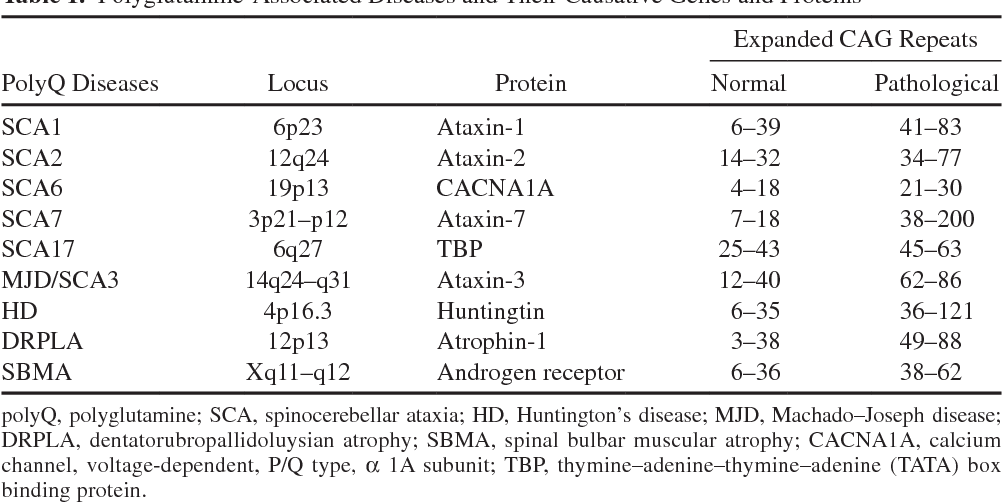 Table 1. Polyglutamine-Associated Diseases and Their Causative Genes and Proteins
Expanded CAG Repeats
PolyQ Diseases Locus Protein Normal Pathological
SCA1 6p23 Ataxin-1 6–39 41–83
SCA2 12q24 Ataxin-2 14–32 34–77
SCA6 19p13 CACNA1A 4–18 21–30
SCA7 3p21–p12 Ataxin-7 7–18 38–200
SCA17 6q27 TBP 25–43 45–63
MJD/SCA3 14q24–q31 Ataxin-3 12–40 62–86
HD 4p16.3 Huntingtin 6–35 36–121
DRPLA 12p13 Atrophin-1 3–38 49–88
SBMA Xq11–q12 Androgen receptor 6–36 38–62
polyQ, polyglutamine; SCA, spinocerebellar ataxia; HD, Huntington's disease; MJD, Machado–Joseph disease;
DRPLA, dentatorubropallidoluysian atrophy; SBMA, spinal bulbar muscular atrophy; CACNA1A, calcium
channel, voltage-dependent, P/Q type, α 1A subunit; TBP, thymine–adenine–thymine–adenine (TATA) box
binding protein.